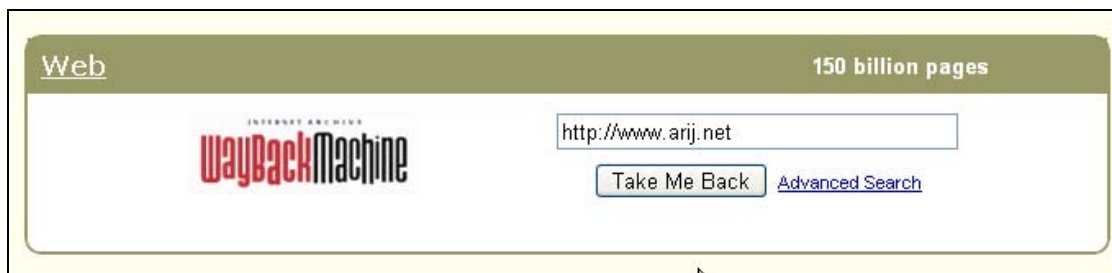 Web
150 billion pages
INTERNET ARCHIVE
WayBackMachine
http://www.arij.net
Take Me Back
Advanced Search